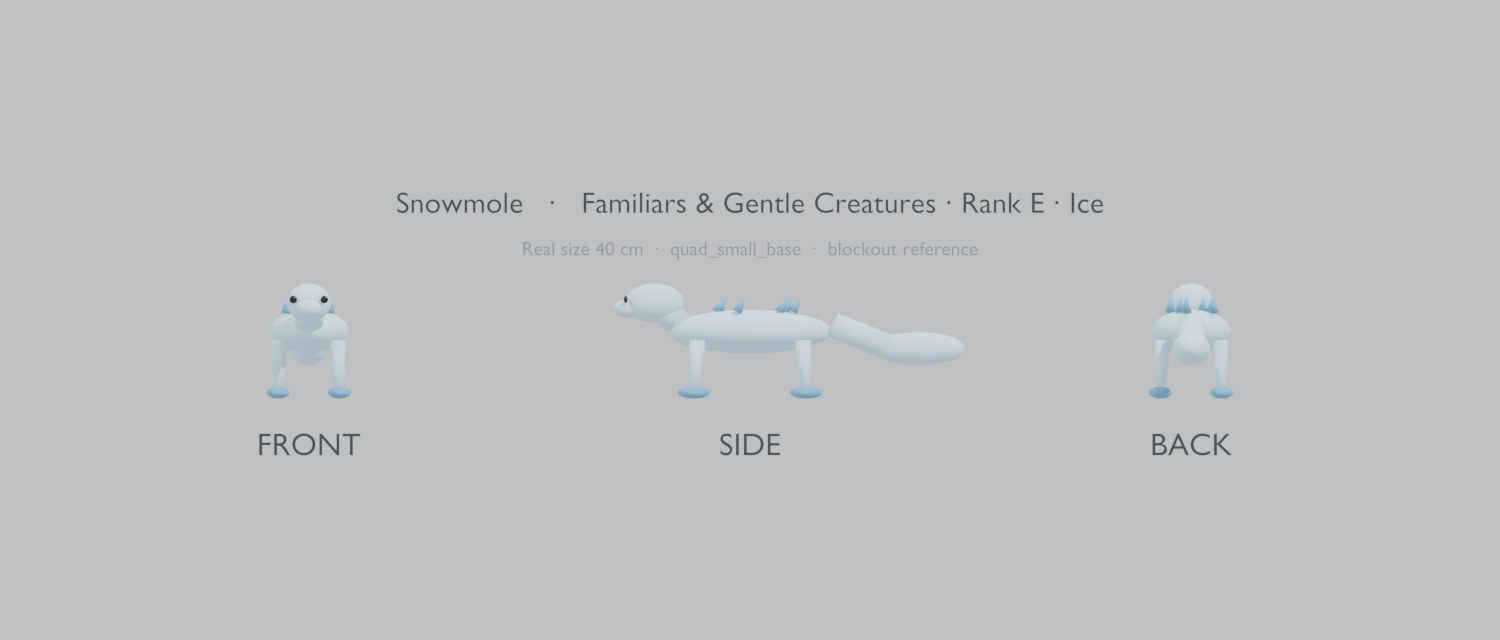 Snowmole · Familiars & Gentle Creatures · Rank E · Ice
Real size 40 cm · quad_small_base · blockout reference
FRONT
SIDE
BACK